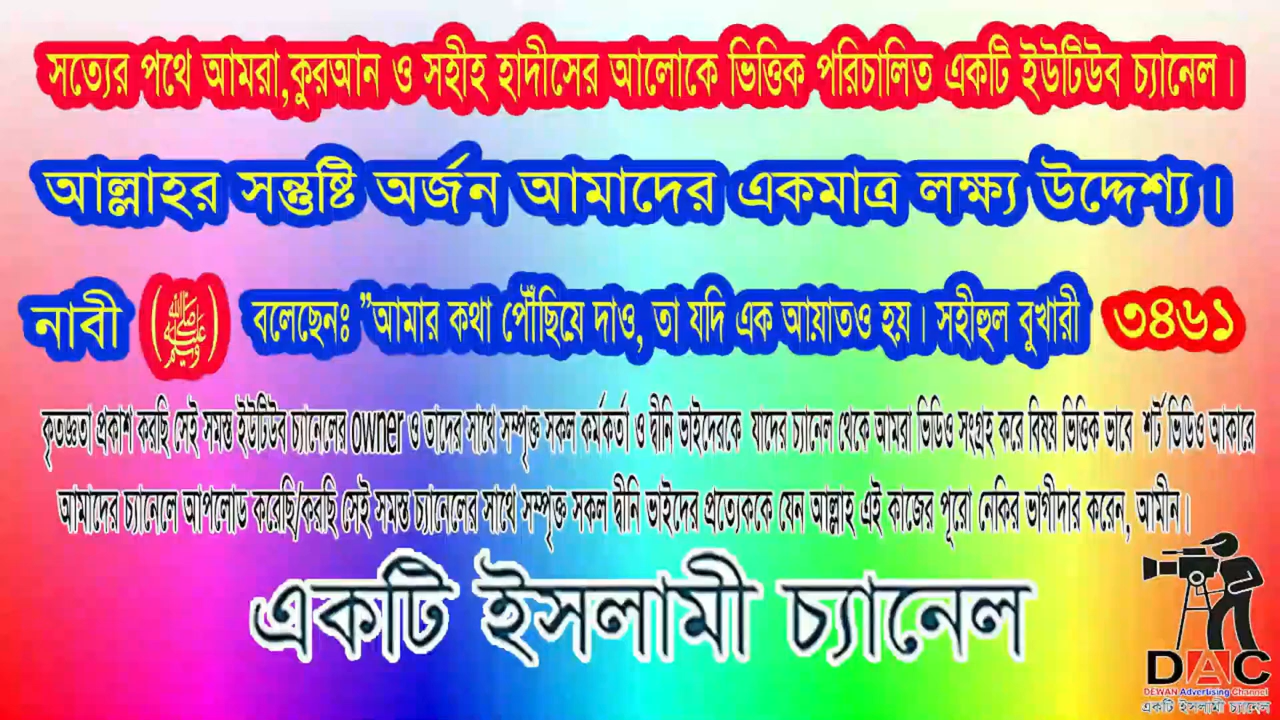 সত্যের পথে আমরা,কুরআন ও সহীহ হাদীসের আলোকে ভিত্তিক পরিচালিত একটি ইউটিউব চ্যানেল।
আল্লাহর সন্তুষ্টি অর্জন আমাদের একমাত্র লক্ষ্য উদ্দেশ্য।
নাবী (ﷺ) বলেছেনঃ ”আমার কথা পৌঁছিয়ে দাও, তা যদি এক আয়াতও হয়। সহীহুল বুখারী ৩৪৬১
কৃতজ্ঞতা প্রকাশ করছি সেই সমস্ত ইউটিউব চ্যানেলের owner ও তাদের সাথে সম্পৃক্ত সকল কর্মকর্তা ও দ্বীনি ভাইদেরকে যাদের চ্যানেল থেকে আমরা ভিডিও সংগ্রহ করে বিষয় ভিত্তিক ভাবে শর্ট ভিডিও আকারে
আমাদের চ্যানেলে আপলোড করেছি/করছি সেই সমস্ত চ্যানেলের সাথে সম্পৃক্ত সকল দ্বীনি ভাইদের প্রত্যেককে যেন আল্লাহ এই কাজের পূরো নেকির ভাগীদার করেন, আমীন।
একটি ইসলামী চ্যানেল
DAC
DEWAN Advertising Channel
একটি ইসলামী চ্যানেল